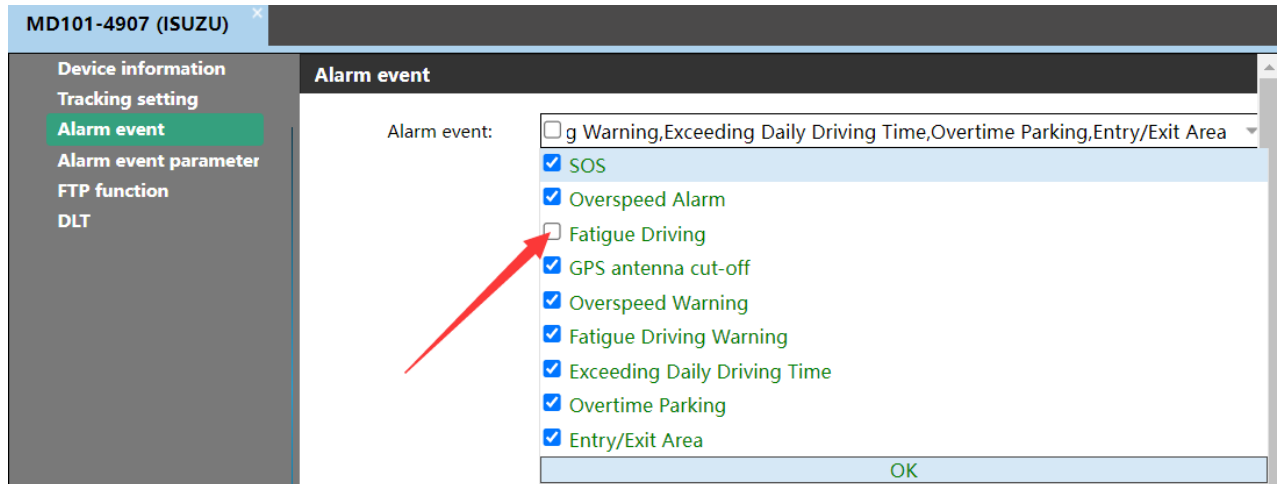 MD101-4907 (ISUZU)
Device information
Tracking setting
Alarm event
Alarm event parameter
FTP function
DLT
Alarm event
Alarm event:
g Warning,Exceeding Daily Driving Time,Overtime Parking,Entry/Exit Area
SOS
Overspeed Alarm
Fatigue Driving
GPS antenna cut-off
Overspeed Warning
Fatigue Driving Warning
Exceeding Daily Driving Time
Overtime Parking
Entry/Exit Area
OK